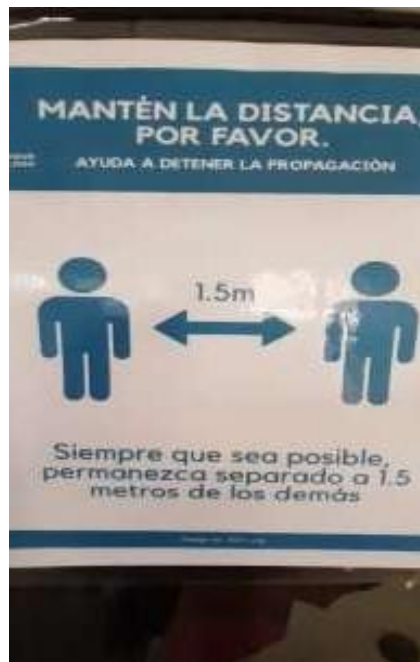 MANTÉN LA DISTANCIA,
POR FAVOR.
AYUDA A DETENER LA PROPAGACIÓN
1.5m
Siempre que sea posible,
permanezca separado a 1.5
metros de los demás